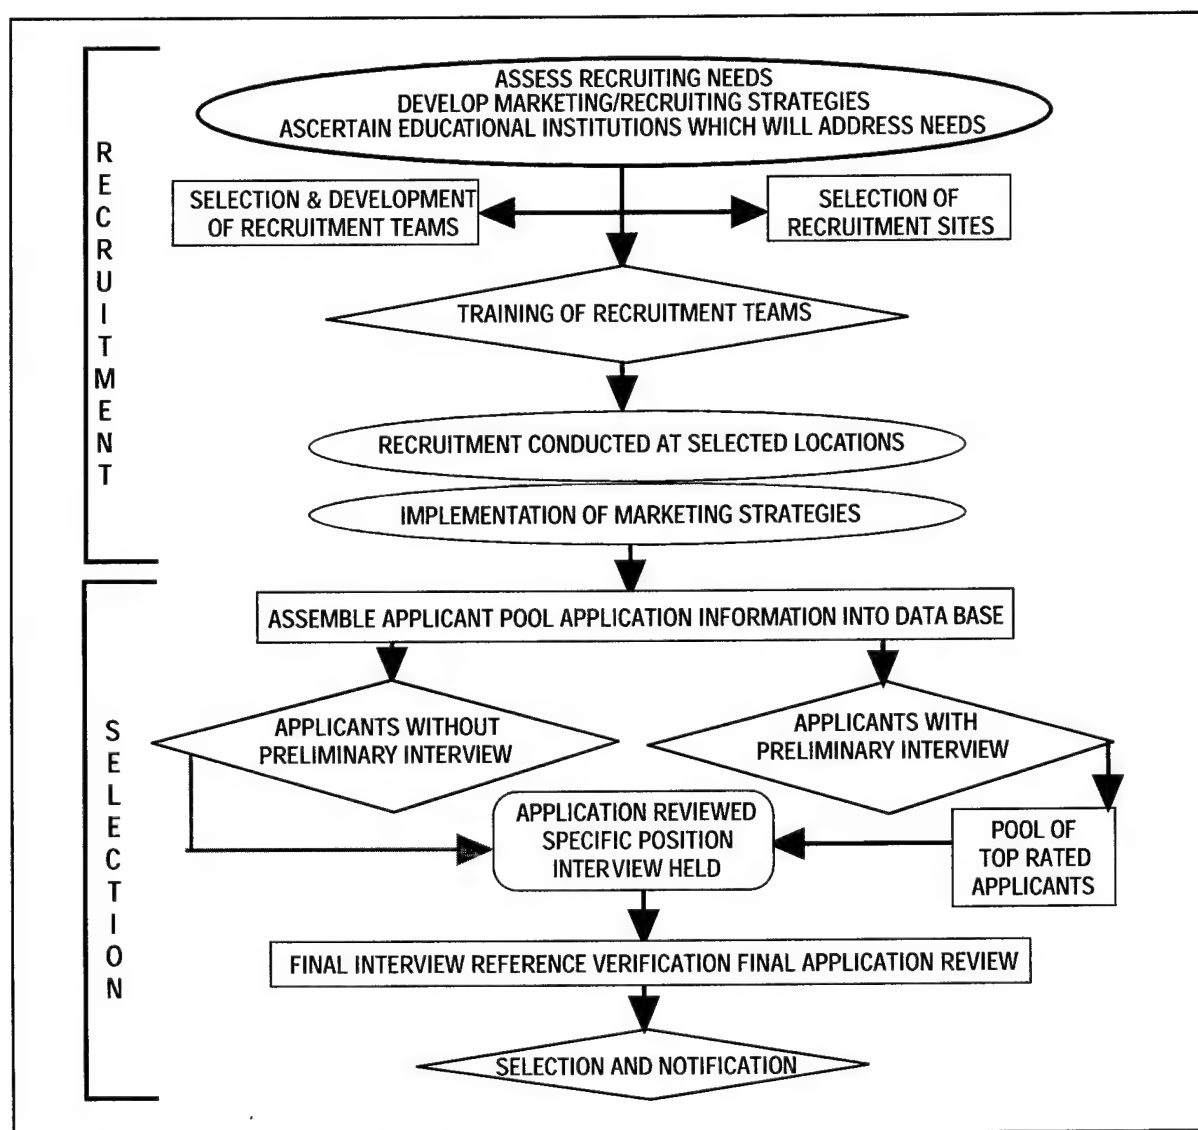 RECRUITMENT
ASSESS RECRUITING NEEDS
DEVELOP MARKETING/RECRUITING STRATEGIES
ASCERTAIN EDUCATIONAL INSTITUTIONS WHICH WILL ADDRESS NEEDS
SELECTION & DEVELOPMENT
OF RECRUITMENT TEAMS
SELECTION OF
RECRUITMENT SITES
TRAINING OF RECRUITMENT TEAMS
RECRUITMENT CONDUCTED AT SELECTED LOCATIONS
IMPLEMENTATION OF MARKETING STRATEGIES
SELECTION
ASSEMBLE APPLICANT POOL APPLICATION INFORMATION INTO DATA BASE
APPLICANTS WITHOUT
PRELIMINARY INTERVIEW
APPLICANTS WITH
PRELIMINARY INTERVIEW
APPLICATION REVIEWED
SPECIFIC POSITION
INTERVIEW HELD
POOL OF
TOP RATED
APPLICANTS
FINAL INTERVIEW REFERENCE VERIFICATION FINAL APPLICATION REVIEW
SELECTION AND NOTIFICATION